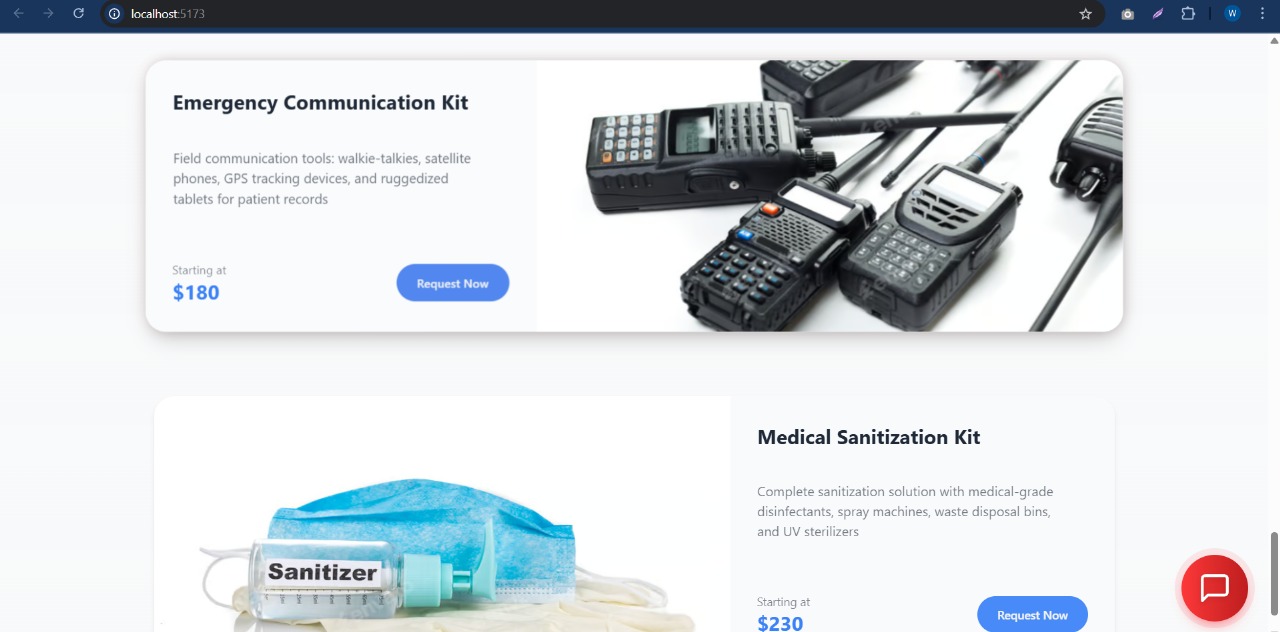 localhost:5173
W
Emergency Communication Kit
Field communication tools: walkie-talkies, satellite
phones, GPS tracking devices, and ruggedized
tablets for patient records
Starting at
$180
Request Now
Medical Sanitization Kit
Complete sanitization solution with medical-grade
disinfectants, spray machines, waste disposal bins,
and UV sterilizers
Sanitizer
Starting at
$230
Request Now